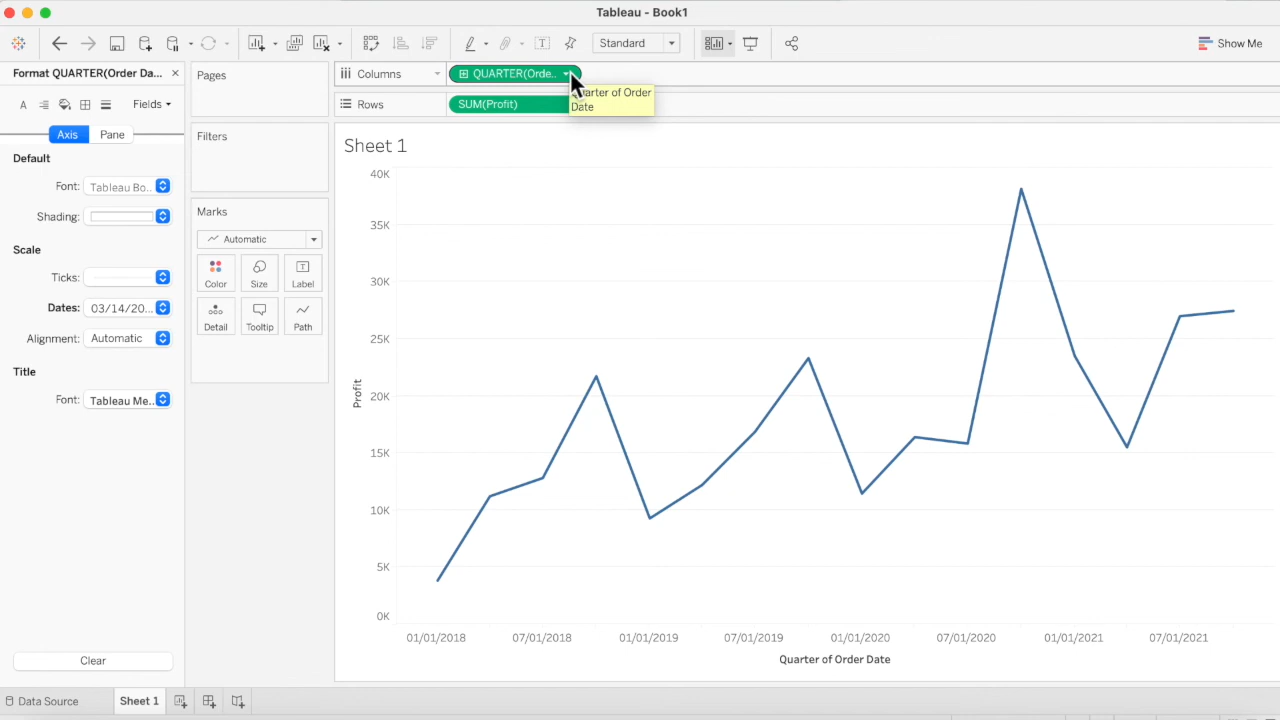 Tableau - Book1
Standard
Show Me
Format QUARTER(Order Da...
Fields
Axis
Pane
Default
Font: Tableau Bo..
Shading:
Scale
Ticks:
Dates: 03/14/20...
Alignment: Automatic
Title
Font: Tableau Me..
Clear
Pages
Filters
Marks
Automatic
Color
Size
Label
Detail
Tooltip
Path
Columns
QUARTER(Orde..
Rows
SUM(Profit)
of Order
Date
Sheet 1
40K
35K
30K
25K
20K
15K
10K
5K
0K
Profit
01/01/2018
07/01/2018
01/01/2019
07/01/2019
01/01/2020
07/01/2020
01/01/2021
07/01/2021
Quarter of Order Date
Data Source
Sheet 1